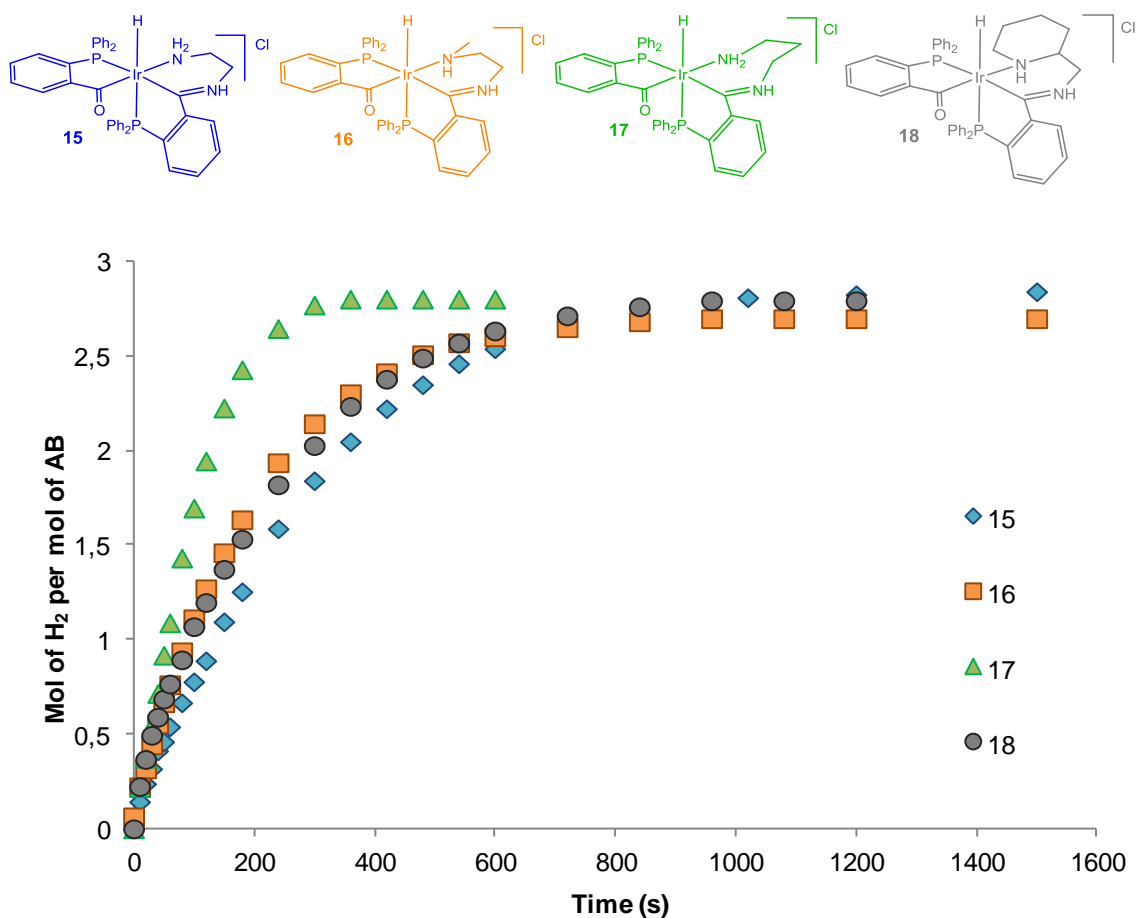 H
Ph2
P
H2
N
Ir
NH
O
Ph2P
Cl
15
H
Ph2
P
N
H
Ir
NH
O
Ph2P
Cl
16
H
Ph2
P
NH2
Ir
NH
O
Ph2P
Cl
17
H
Ph2
P
N
H
Ir
NH
O
Ph2P
Cl
18
Mol of H2 per mol of AB
3
2,5
2
1,5
1
0,5
0
0 200 400 600 800 1000 1200 1400 1600
Time (s)
15
16
17
18